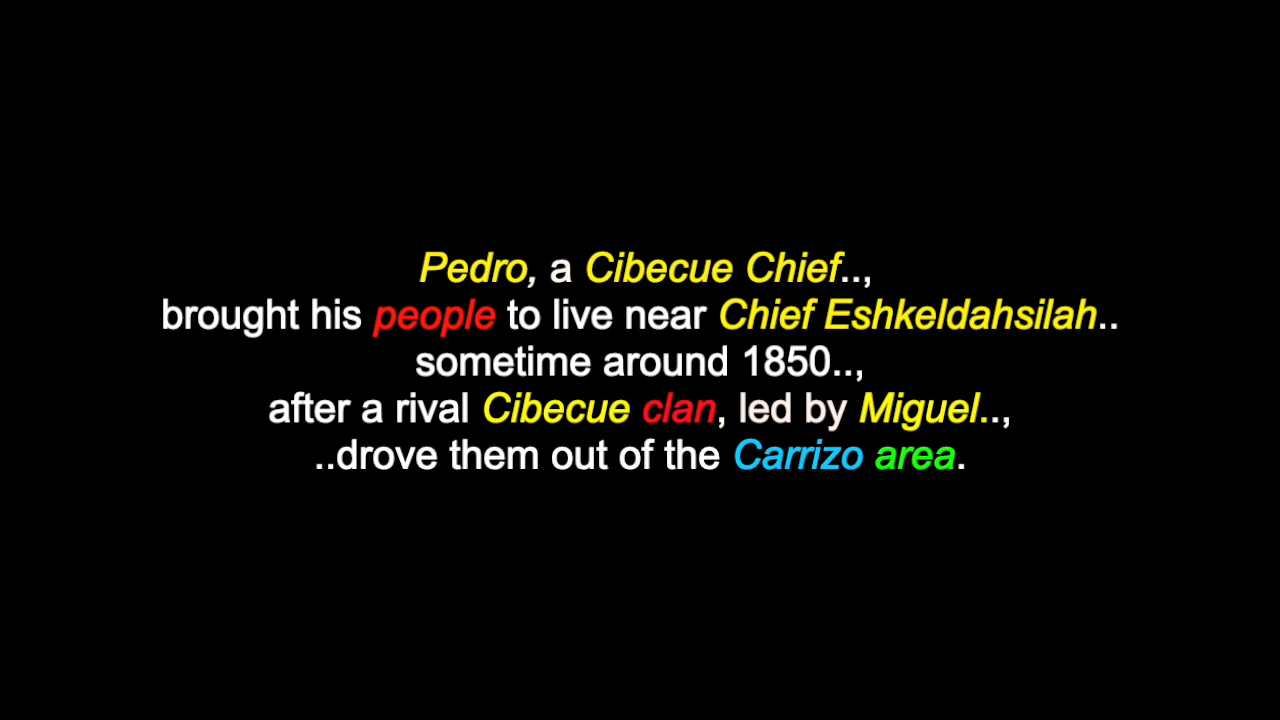 Pedro, a Cibecue Chief..,
brought his people to live near Chief Eshkeldahsilah..
sometime around 1850..,
after a rival Cibecue clan, led by Miguel..,
..drove them out of the Carrizo area.